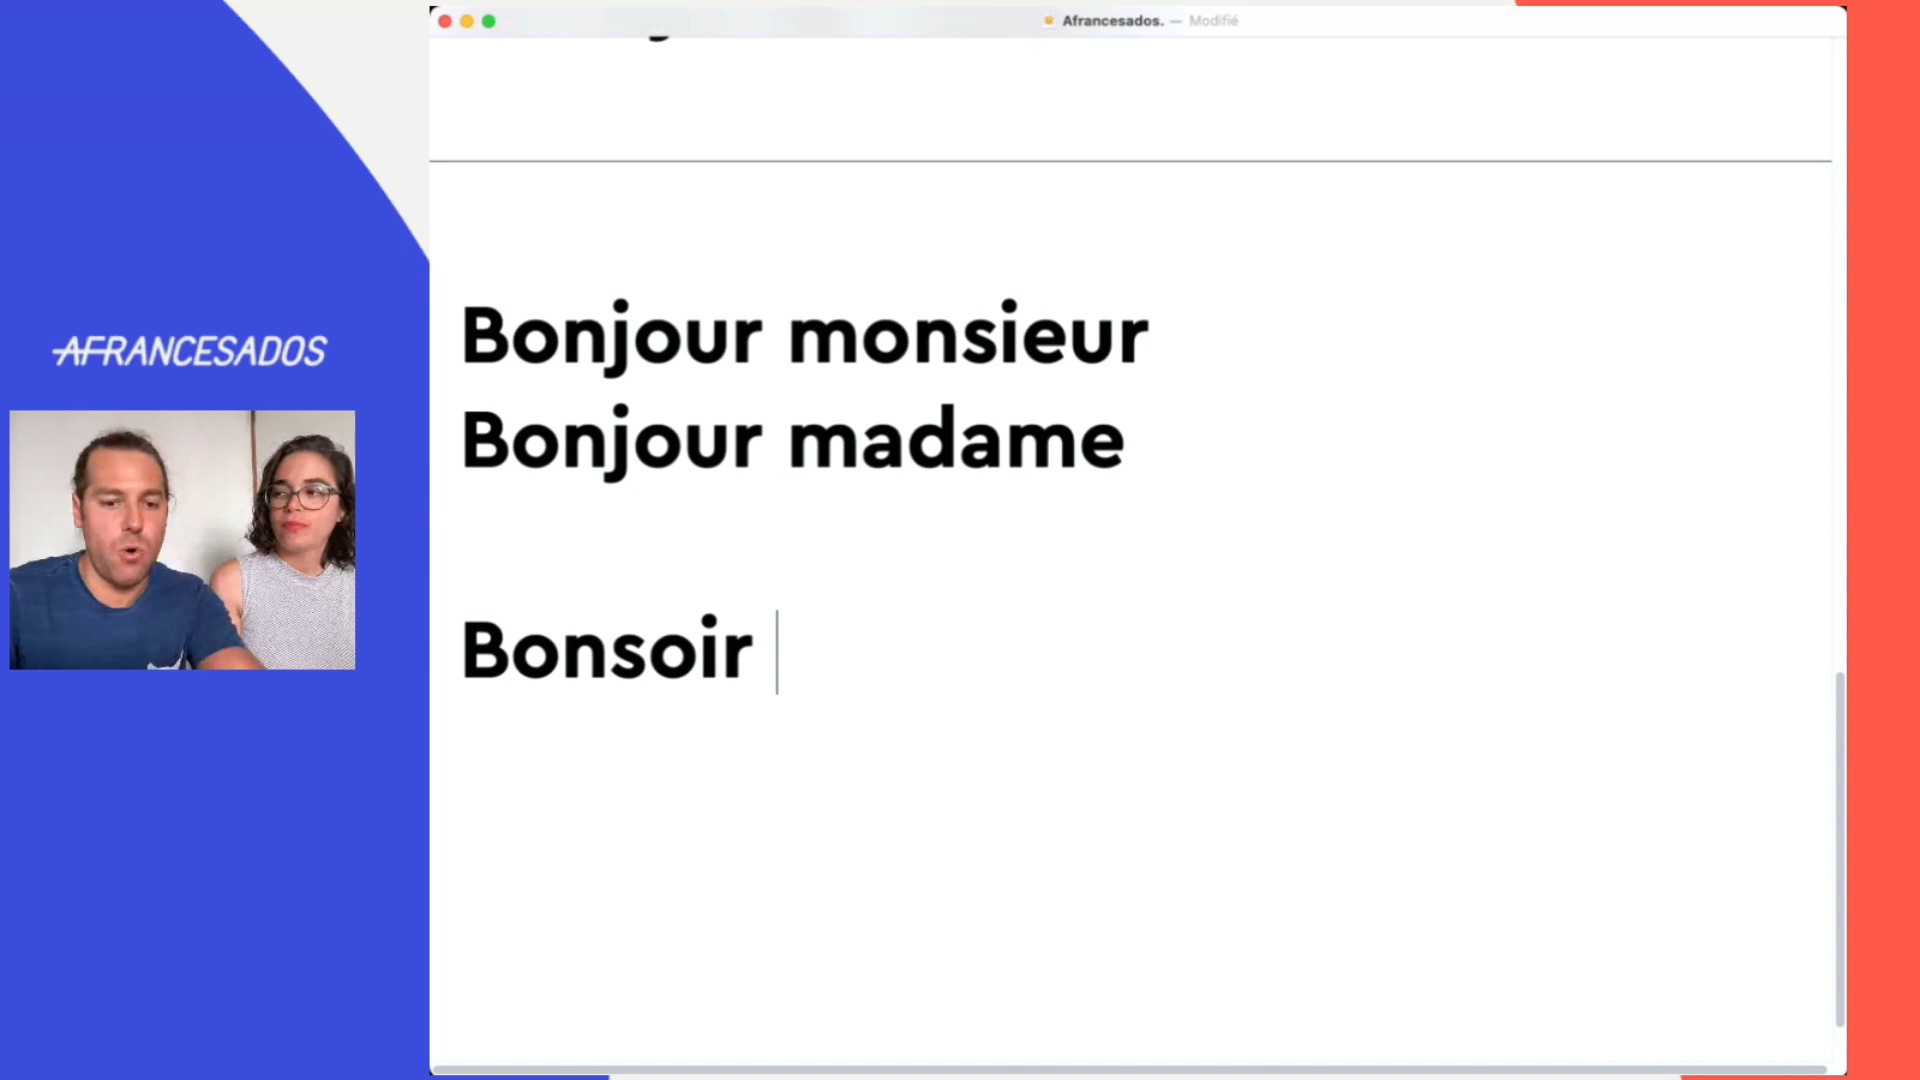 Afrancesados. — Modifié
AFRANCESADOS
Bonjour monsieur
Bonjour madame
Bonsoir